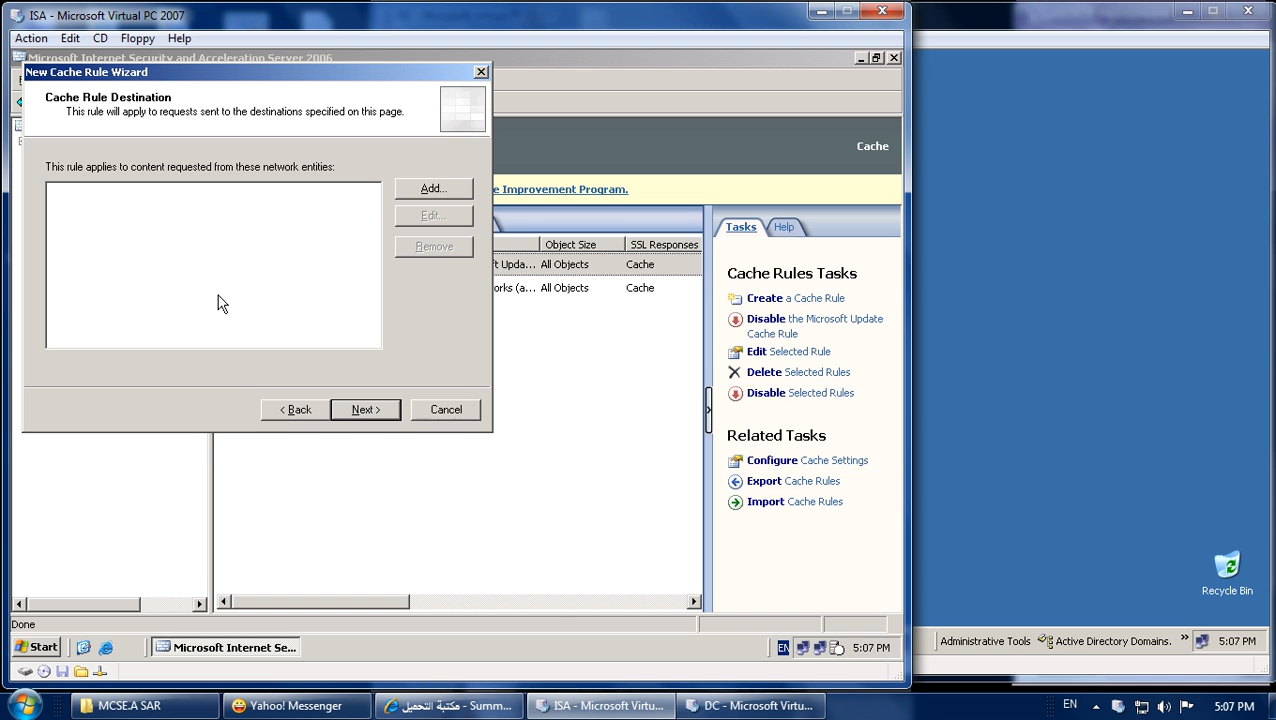 ISA - Microsoft Virtual PC 2007
Action Edit CD Floppy Help
Microsoft Internet Security and Acceleration Server 2006
New Cache Rule Wizard
Cache Rule Destination
This rule will apply to requests sent to the destinations specified on this page.
Cache
This rule applies to content requested from these network entities:
Add...
e Improvement Program.
Edit...
Tasks Help
Remove
Object Size SSL Responses
ft Upda... All Objects Cache
orks (a... All Objects Cache
Cache Rules Tasks
Create a Cache Rule
Disable the Microsoft Update
Cache Rule
Edit Selected Rule
Delete Selected Rules
Disable Selected Rules
< Back Next > Cancel
Related Tasks
Configure Cache Settings
Export Cache Rules
Import Cache Rules
Recycle Bin
Done
Start Microsoft Internet Se... EN 5:07 PM
Administrative Tools Active Directory Domains. » 5:07 PM
MCSE.A SAR Yahoo! Messenger مكتبة التحميل - Summ... ISA - Microsoft Virtu... DC - Microsoft Virtu... EN 5:07 PM